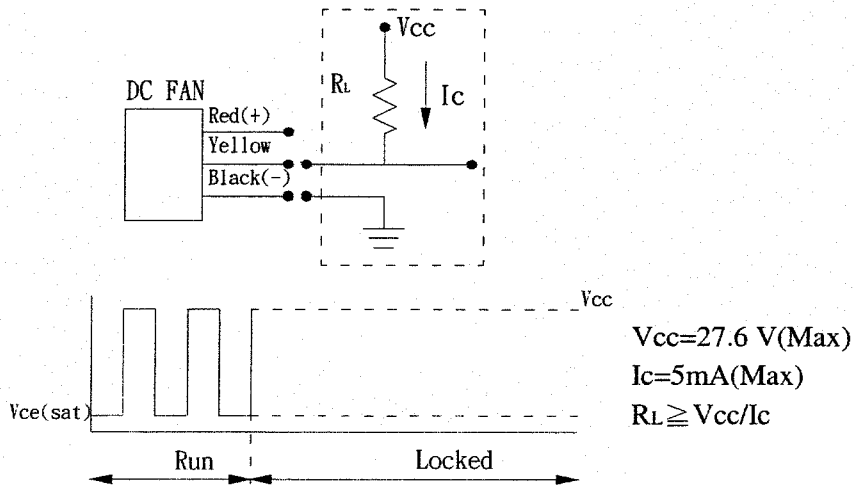 Vcc
RL
Ic
DC FAN
Red(+)
Yellow
Black(-)
Vcc
Vce(sat)
Run
Locked
Vcc=27.6 V(Max)
Ic=5mA(Max)
RL≧Vcc/Ic